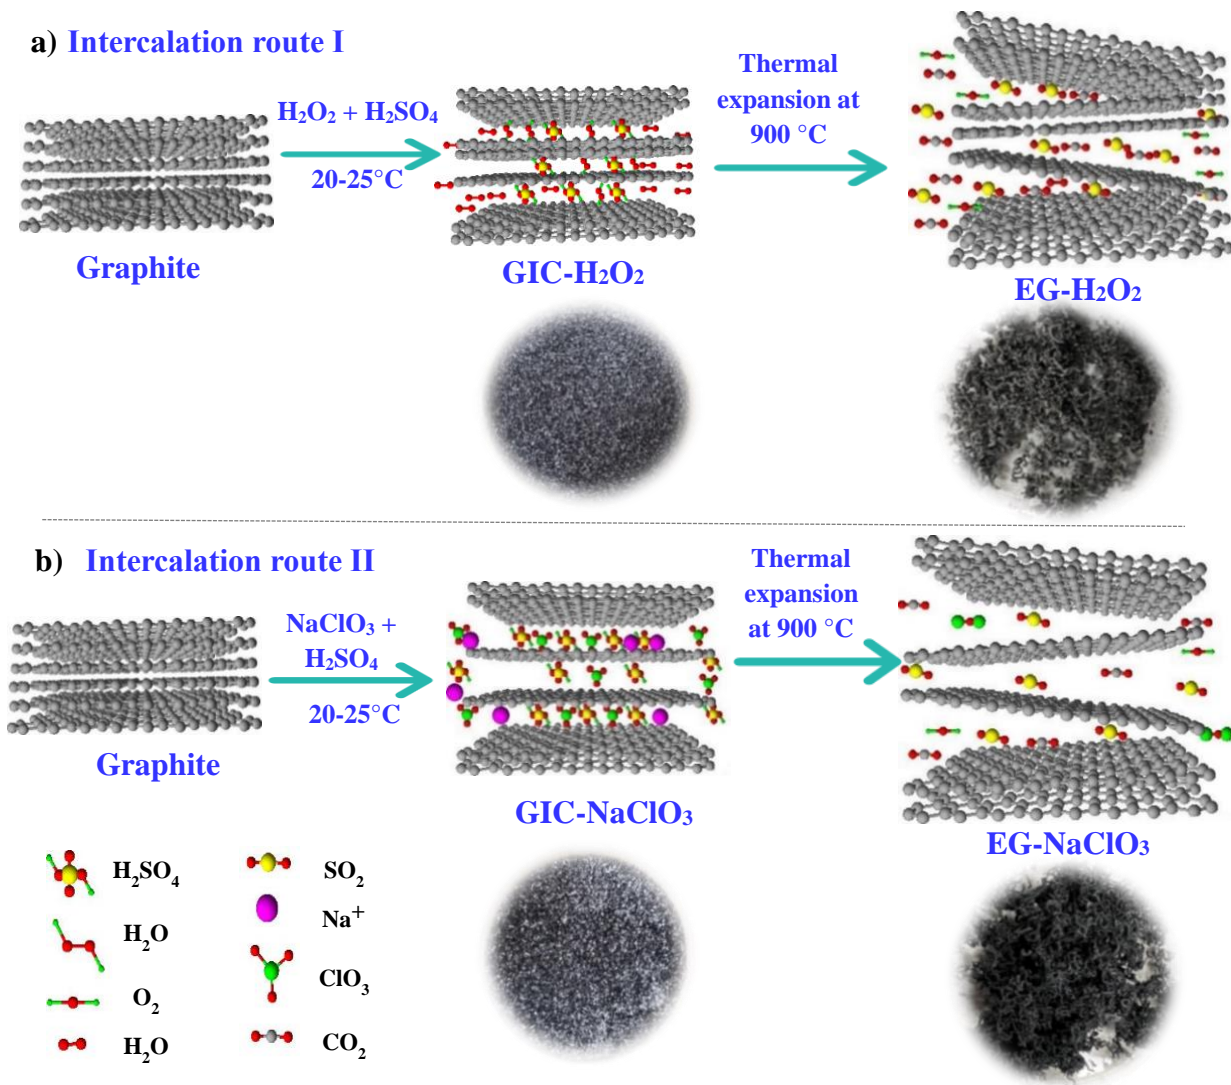 a) Intercalation route I
H₂O₂ + H₂SO₄
20-25°C
Thermal
expansion at
900 °C
Graphite
GIC-H₂O₂
EG-H₂O₂
b) Intercalation route II
NaClO₃ +
H₂SO₄
20-25°C
Thermal
expansion
at 900 °C
Graphite
GIC-NaClO₃
EG-NaClO₃
H₂SO₄
H₂O
O₂
H₂O
SO₂
Na⁺
ClO₃
CO₂